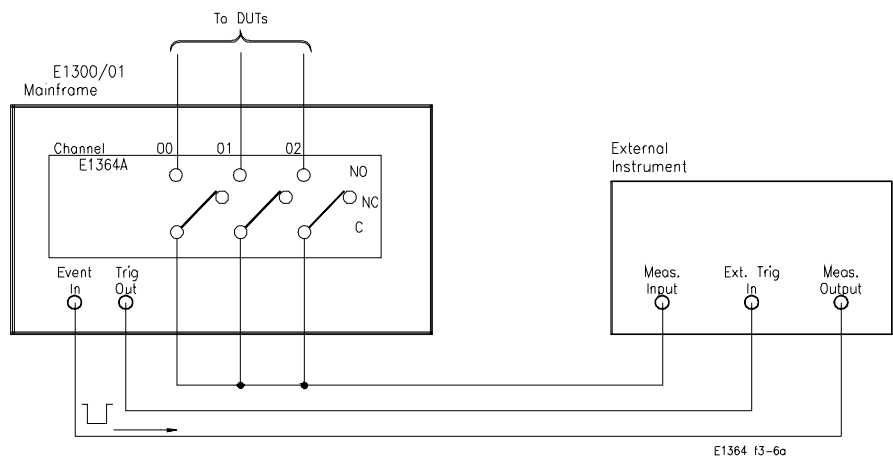 To DUTs
E1300/01
Mainframe
Channel 00 01 02
E1364A
NO
NC
C
External
Instrument
Event
In
Trig
Out
Meas.
Input
Ext. Trig
In
Meas.
Output
E1364 f3-6a